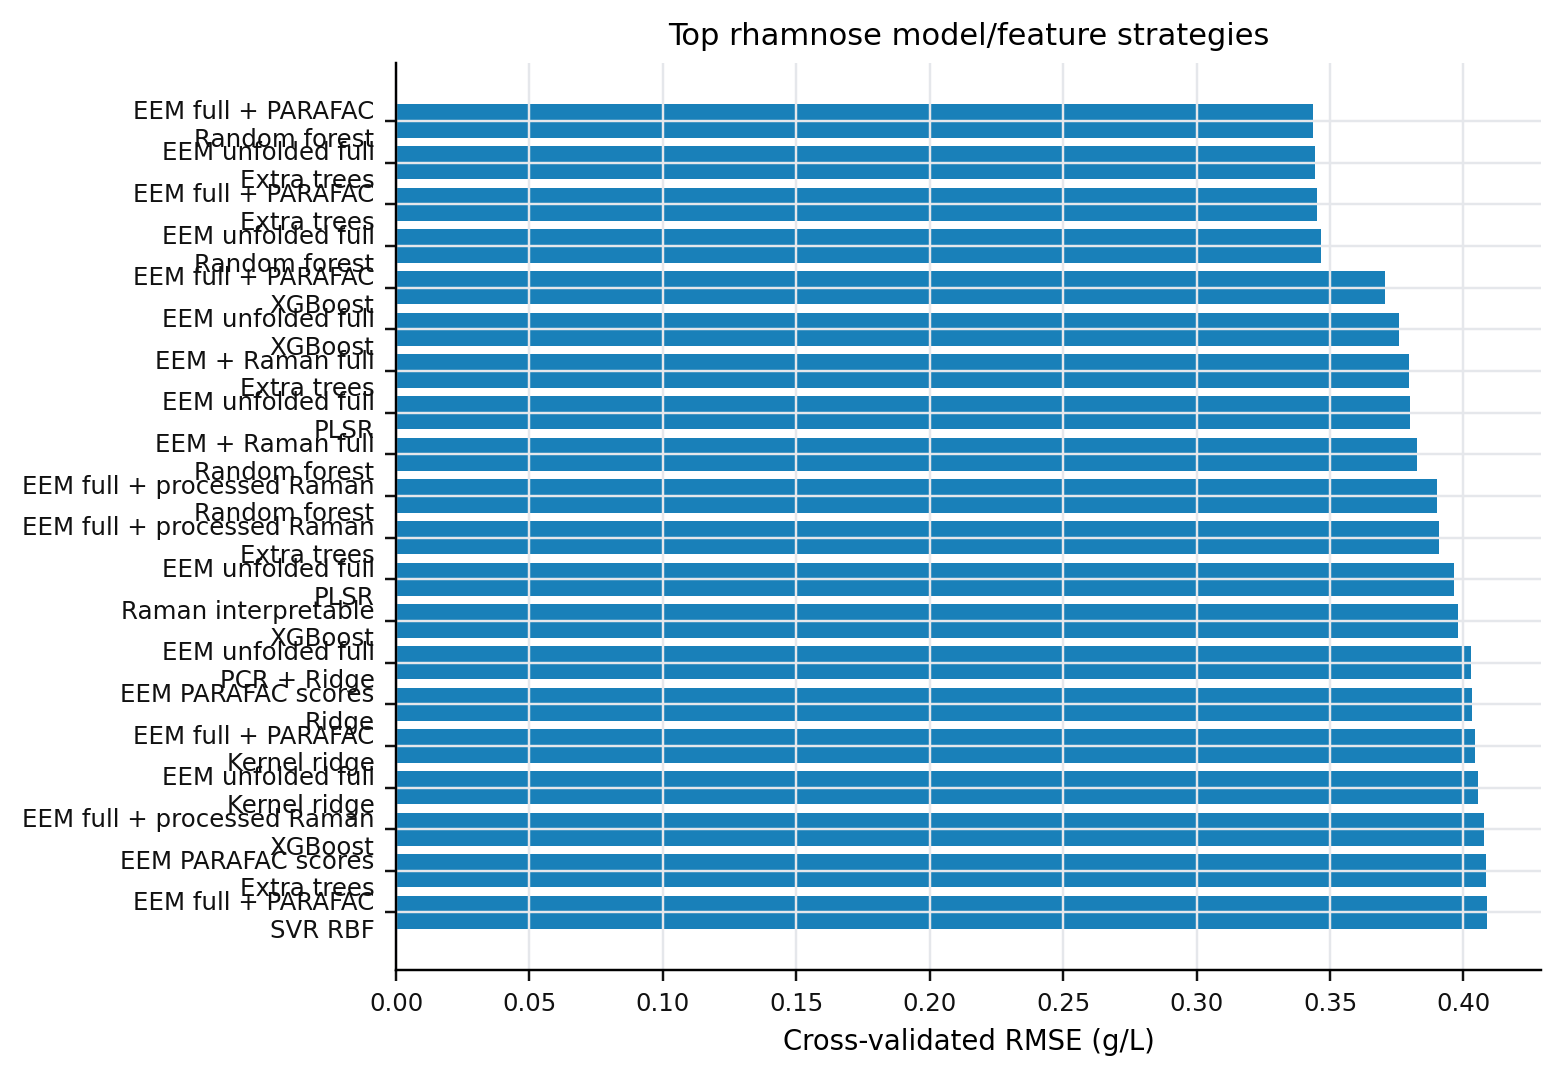 Top rhamnose model/feature strategies
EEM full + PARAFAC
Random forest
EEM unfolded full
Extra trees
EEM full + PARAFAC
Extra trees
EEM unfolded full
Random forest
EEM full + PARAFAC
XGBoost
EEM unfolded full
XGBoost
EEM + Raman full
Extra trees
EEM unfolded full
PLSR
EEM + Raman full
Random forest
EEM full + processed Raman
Random forest
EEM full + processed Raman
Extra trees
EEM unfolded full
PLSR
Raman interpretable
XGBoost
EEM unfolded full
PCR + Ridge
EEM PARAFAC scores
Ridge
EEM full + PARAFAC
Kernel ridge
EEM unfolded full
Kernel ridge
EEM full + processed Raman
XGBoost
EEM PARAFAC scores
Extra trees
EEM full + PARAFAC
SVR RBF
0.00 0.05 0.10 0.15 0.20 0.25 0.30 0.35 0.40
Cross-validated RMSE (g/L)